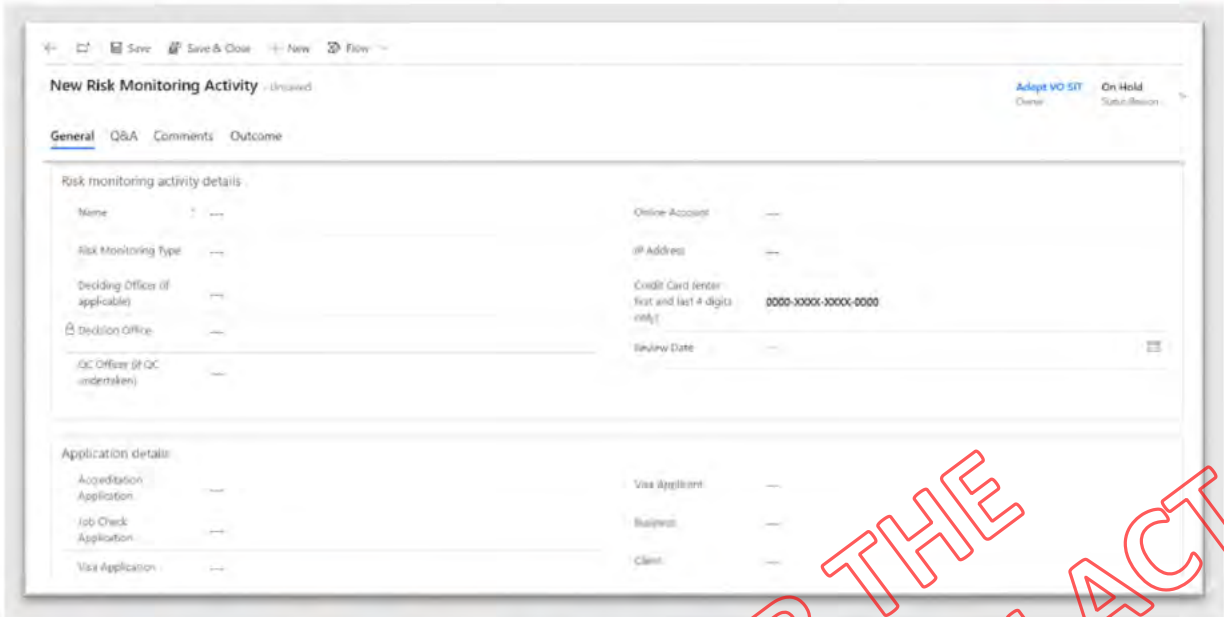 Save Save & Close New Flow
New Risk Monitoring Activity - Unsaved
Adept VO SIT On Hold
Owner Status Reason
General Q&A Comments Outcome
Risk monitoring activity details
Name * ---
Online Account ---
Risk Monitoring Type ---
IP Address ---
Deciding Officer (if
applicable) ---
Credit Card (enter
first and last 4 digits
only) 0000-XXXX-XXXX-0000
Decision Office ---
Review Date ---
QC Officer (if QC
undertaken) ---
Application details
Accreditation
Application ---
Visa Applicant ---
Job Check
Application ---
Business ---
Visa Application ---
Client ---
THE
ACT